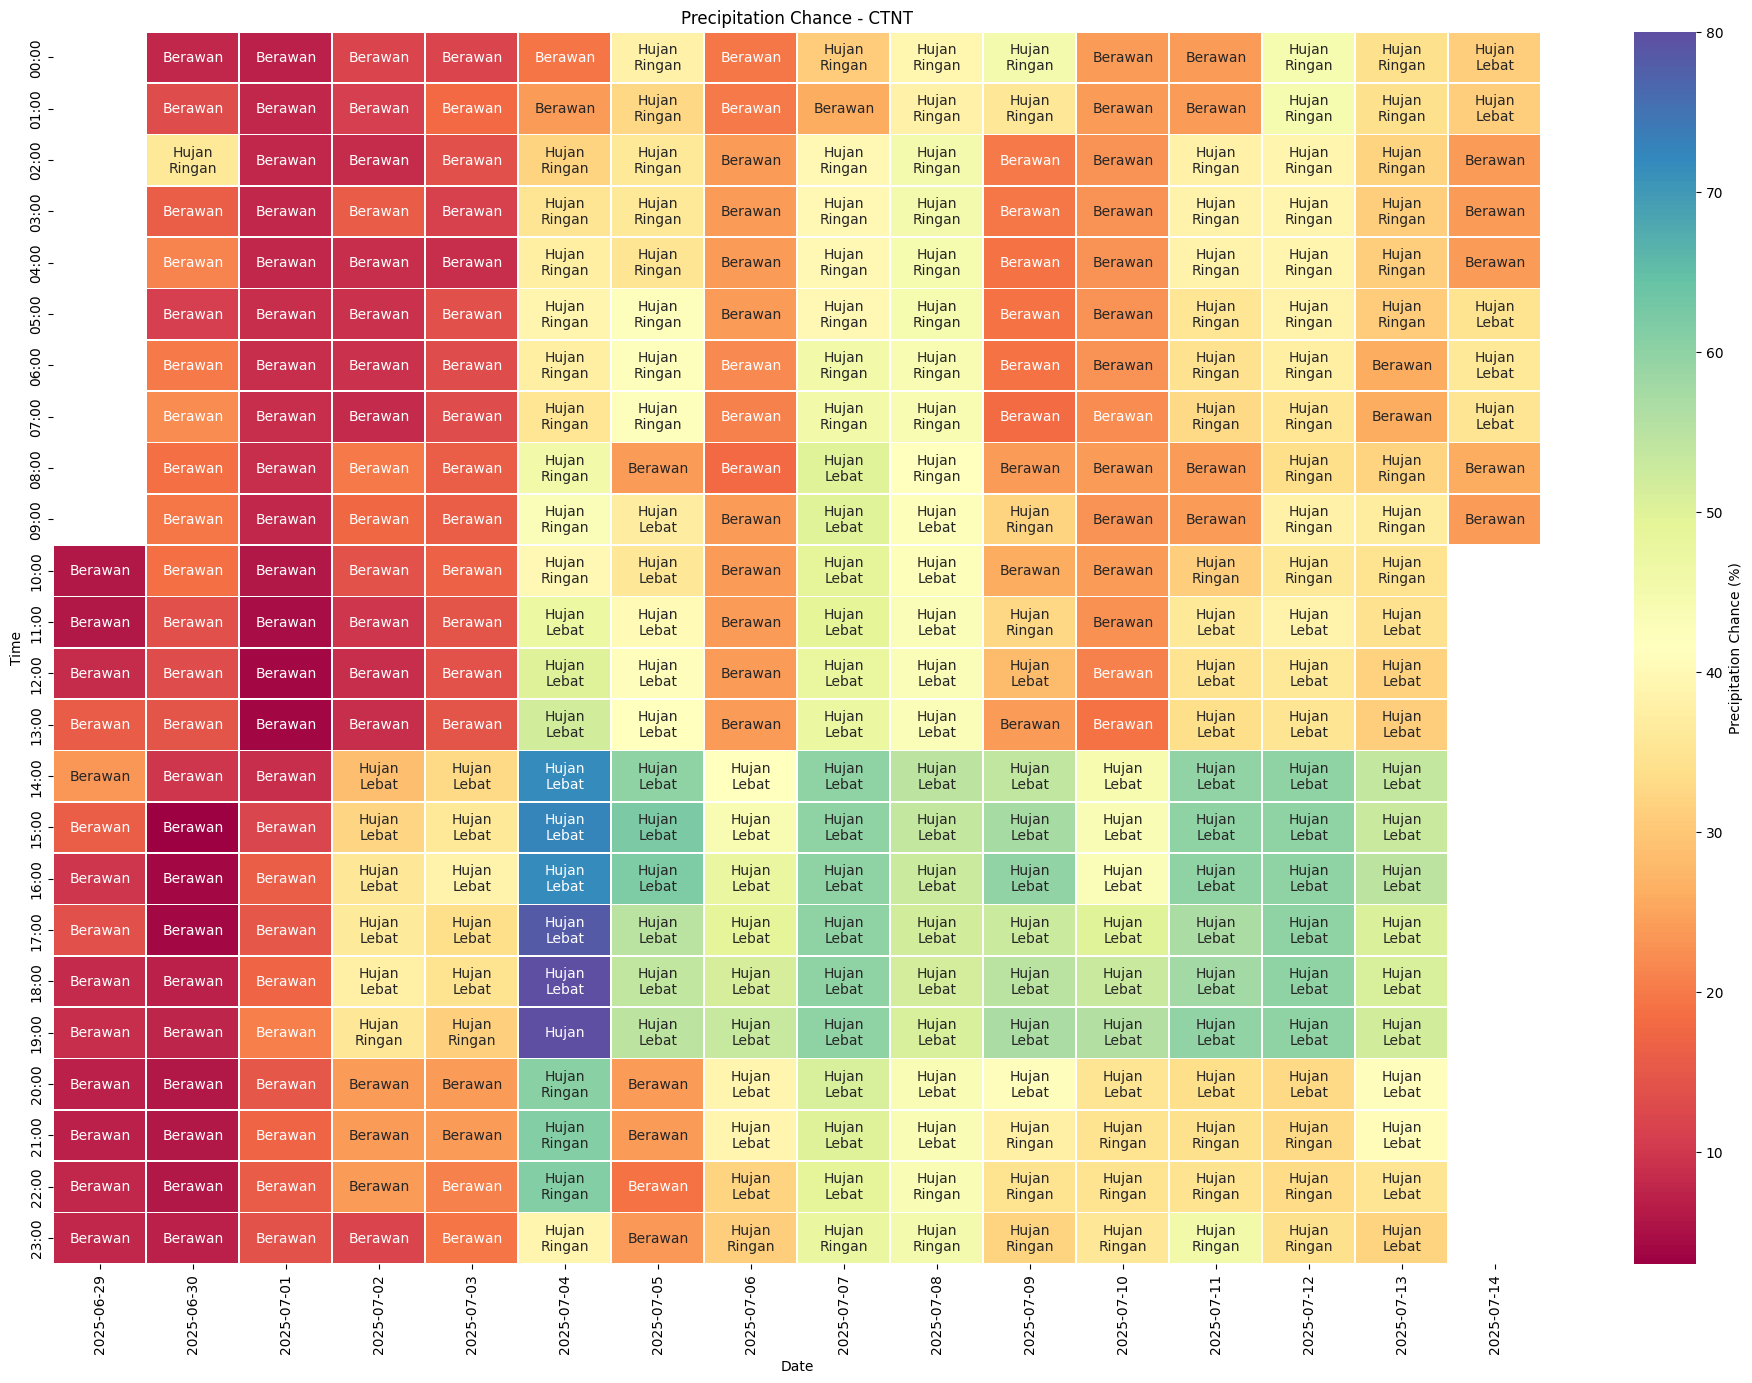 Precipitation Chance - CTNT
00:00 Berawan Berawan Berawan Berawan Berawan Hujan Ringan Berawan Hujan Ringan Hujan Ringan Hujan Ringan Berawan Berawan Hujan Ringan Hujan Ringan Hujan Lebat
01:00 Berawan Berawan Berawan Berawan Berawan Hujan Ringan Berawan Berawan Hujan Ringan Hujan Ringan Berawan Berawan Hujan Ringan Hujan Ringan Hujan Lebat
02:00 Hujan Ringan Berawan Berawan Berawan Hujan Ringan Hujan Ringan Berawan Hujan Ringan Hujan Ringan Berawan Berawan Hujan Ringan Hujan Ringan Hujan Ringan Berawan
03:00 Berawan Berawan Berawan Berawan Hujan Ringan Hujan Ringan Berawan Hujan Ringan Hujan Ringan Berawan Berawan Hujan Ringan Hujan Ringan Hujan Ringan Berawan
04:00 Berawan Berawan Berawan Berawan Hujan Ringan Hujan Ringan Berawan Hujan Ringan Hujan Ringan Berawan Berawan Hujan Ringan Hujan Ringan Hujan Ringan Berawan
05:00 Berawan Berawan Berawan Berawan Hujan Ringan Hujan Ringan Berawan Hujan Ringan Hujan Ringan Berawan Berawan Hujan Ringan Hujan Ringan Hujan Ringan Hujan Lebat
06:00 Berawan Berawan Berawan Berawan Hujan Ringan Hujan Ringan Berawan Hujan Ringan Hujan Ringan Berawan Berawan Hujan Ringan Hujan Ringan Berawan Hujan Lebat
07:00 Berawan Berawan Berawan Berawan Hujan Ringan Hujan Ringan Berawan Hujan Ringan Hujan Ringan Berawan Berawan Hujan Ringan Hujan Ringan Berawan Hujan Lebat
08:00 Berawan Berawan Berawan Berawan Hujan Ringan Berawan Berawan Hujan Lebat Hujan Ringan Berawan Berawan Berawan Hujan Ringan Hujan Ringan Berawan
09:00 Berawan Berawan Berawan Berawan Hujan Ringan Hujan Lebat Berawan Hujan Lebat Hujan Lebat Hujan Ringan Berawan Berawan Hujan Ringan Hujan Ringan Berawan
10:00 Berawan Berawan Berawan Berawan Berawan Hujan Ringan Hujan Lebat Berawan Hujan Lebat Hujan Lebat Berawan Berawan Hujan Ringan Hujan Ringan Hujan Ringan
11:00 Berawan Berawan Berawan Berawan Berawan Hujan Lebat Hujan Lebat Berawan Hujan Lebat Hujan Lebat Hujan Ringan Berawan Hujan Lebat Hujan Lebat Hujan Lebat
12:00 Berawan Berawan Berawan Berawan Berawan Hujan Lebat Hujan Lebat Berawan Hujan Lebat Hujan Lebat Hujan Lebat Berawan Hujan Lebat Hujan Lebat Hujan Lebat
13:00 Berawan Berawan Berawan Berawan Berawan Hujan Lebat Hujan Lebat Berawan Hujan Lebat Hujan Lebat Berawan Berawan Hujan Lebat Hujan Lebat Hujan Lebat
14:00 Berawan Berawan Berawan Hujan Lebat Hujan Lebat Hujan Lebat Hujan Lebat Hujan Lebat Hujan Lebat Hujan Lebat Hujan Lebat Hujan Lebat Hujan Lebat Hujan Lebat Hujan Lebat
15:00 Berawan Berawan Berawan Hujan Lebat Hujan Lebat Hujan Lebat Hujan Lebat Hujan Lebat Hujan Lebat Hujan Lebat Hujan Lebat Hujan Lebat Hujan Lebat Hujan Lebat Hujan Lebat
16:00 Berawan Berawan Berawan Hujan Lebat Hujan Lebat Hujan Lebat Hujan Lebat Hujan Lebat Hujan Lebat Hujan Lebat Hujan Lebat Hujan Lebat Hujan Lebat Hujan Lebat Hujan Lebat
17:00 Berawan Berawan Berawan Hujan Lebat Hujan Lebat Hujan Lebat Hujan Lebat Hujan Lebat Hujan Lebat Hujan Lebat Hujan Lebat Hujan Lebat Hujan Lebat Hujan Lebat Hujan Lebat
18:00 Berawan Berawan Berawan Hujan Lebat Hujan Lebat Hujan Lebat Hujan Lebat Hujan Lebat Hujan Lebat Hujan Lebat Hujan Lebat Hujan Lebat Hujan Lebat Hujan Lebat Hujan Lebat
19:00 Berawan Berawan Berawan Hujan Ringan Hujan Ringan Hujan Hujan Lebat Hujan Lebat Hujan Lebat Hujan Lebat Hujan Lebat Hujan Lebat Hujan Lebat Hujan Lebat Hujan Lebat
20:00 Berawan Berawan Berawan Berawan Berawan Hujan Ringan Berawan Hujan Lebat Hujan Lebat Hujan Lebat Hujan Lebat Hujan Lebat Hujan Lebat Hujan Lebat Hujan Lebat
21:00 Berawan Berawan Berawan Berawan Berawan Hujan Ringan Berawan Hujan Lebat Hujan Lebat Hujan Lebat Hujan Ringan Hujan Ringan Hujan Ringan Hujan Ringan Hujan Lebat
22:00 Berawan Berawan Berawan Berawan Berawan Hujan Ringan Berawan Hujan Lebat Hujan Lebat Hujan Ringan Hujan Ringan Hujan Ringan Hujan Ringan Hujan Ringan Hujan Lebat
23:00 Berawan Berawan Berawan Berawan Berawan Hujan Ringan Berawan Hujan Ringan Hujan Ringan Hujan Ringan Hujan Ringan Hujan Ringan Hujan Ringan Hujan Ringan Hujan Lebat
Time
2025-06-29 2025-06-30 2025-07-01 2025-07-02 2025-07-03 2025-07-04 2025-07-05 2025-07-06 2025-07-07 2025-07-08 2025-07-09 2025-07-10 2025-07-11 2025-07-12 2025-07-13 2025-07-14
Date
80
70
60
50
40
30
20
10
Precipitation Chance (%)